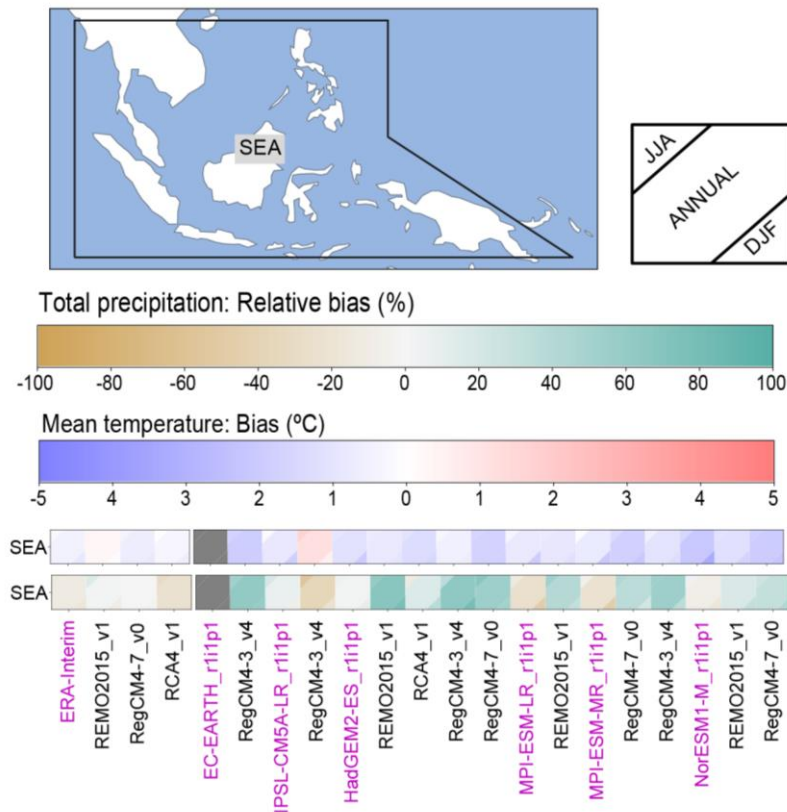 SEA
JJA
ANNUAL
DJF
Total precipitation: Relative bias (%)
-100 -80 -60 -40 -20 0 20 40 60 80 100
Mean temperature: Bias (ºC)
-5 4 3 2 1 0 1 2 3 4 5
SEA
SEA
ERA-Interim
REMO2015_v1
RegCM4-7_v0
RCA4_v1
EC-EARTH_r1i1p1
RegCM4-3_v4
IPSL-CM5A-LR_r1i1p1
RegCM4-3_v4
HadGEM2-ES_r1i1p1
REMO2015_v1
RCA4_v1
RegCM4-3_v4
RegCM4-7_v0
MPI-ESM-LR_r1i1p1
REMO2015_v1
MPI-ESM-MR_r1i1p1
RegCM4-7_v0
RegCM4-3_v4
NorESM1-M_r1i1p1
REMO2015_v1
RegCM4-7_v0